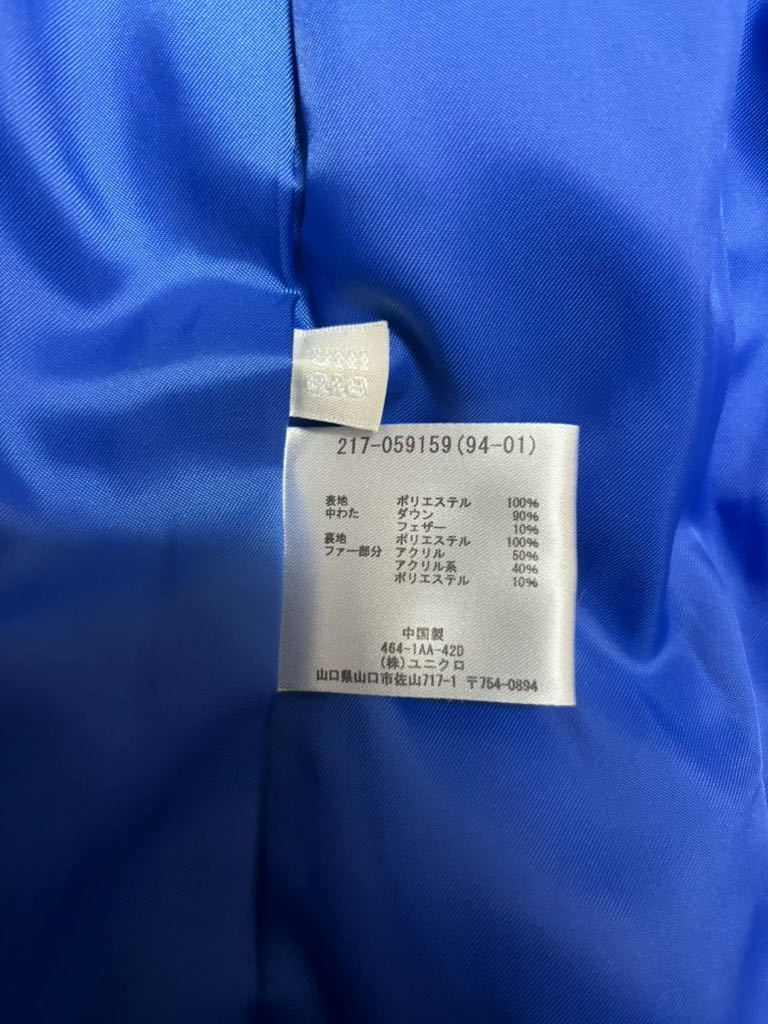 UNI
QLO
217-059159(94-01)
表地 ポリエステル 100%
中わた ダウン 90%
フェザー 10%
裏地 ポリエステル 100%
ファー部分 アクリル 50%
アクリル系 40%
ポリエステル 10%
中国製
464-1AA-42D
(株)ユニクロ
山口県山口市佐山717-1 〒754-0894